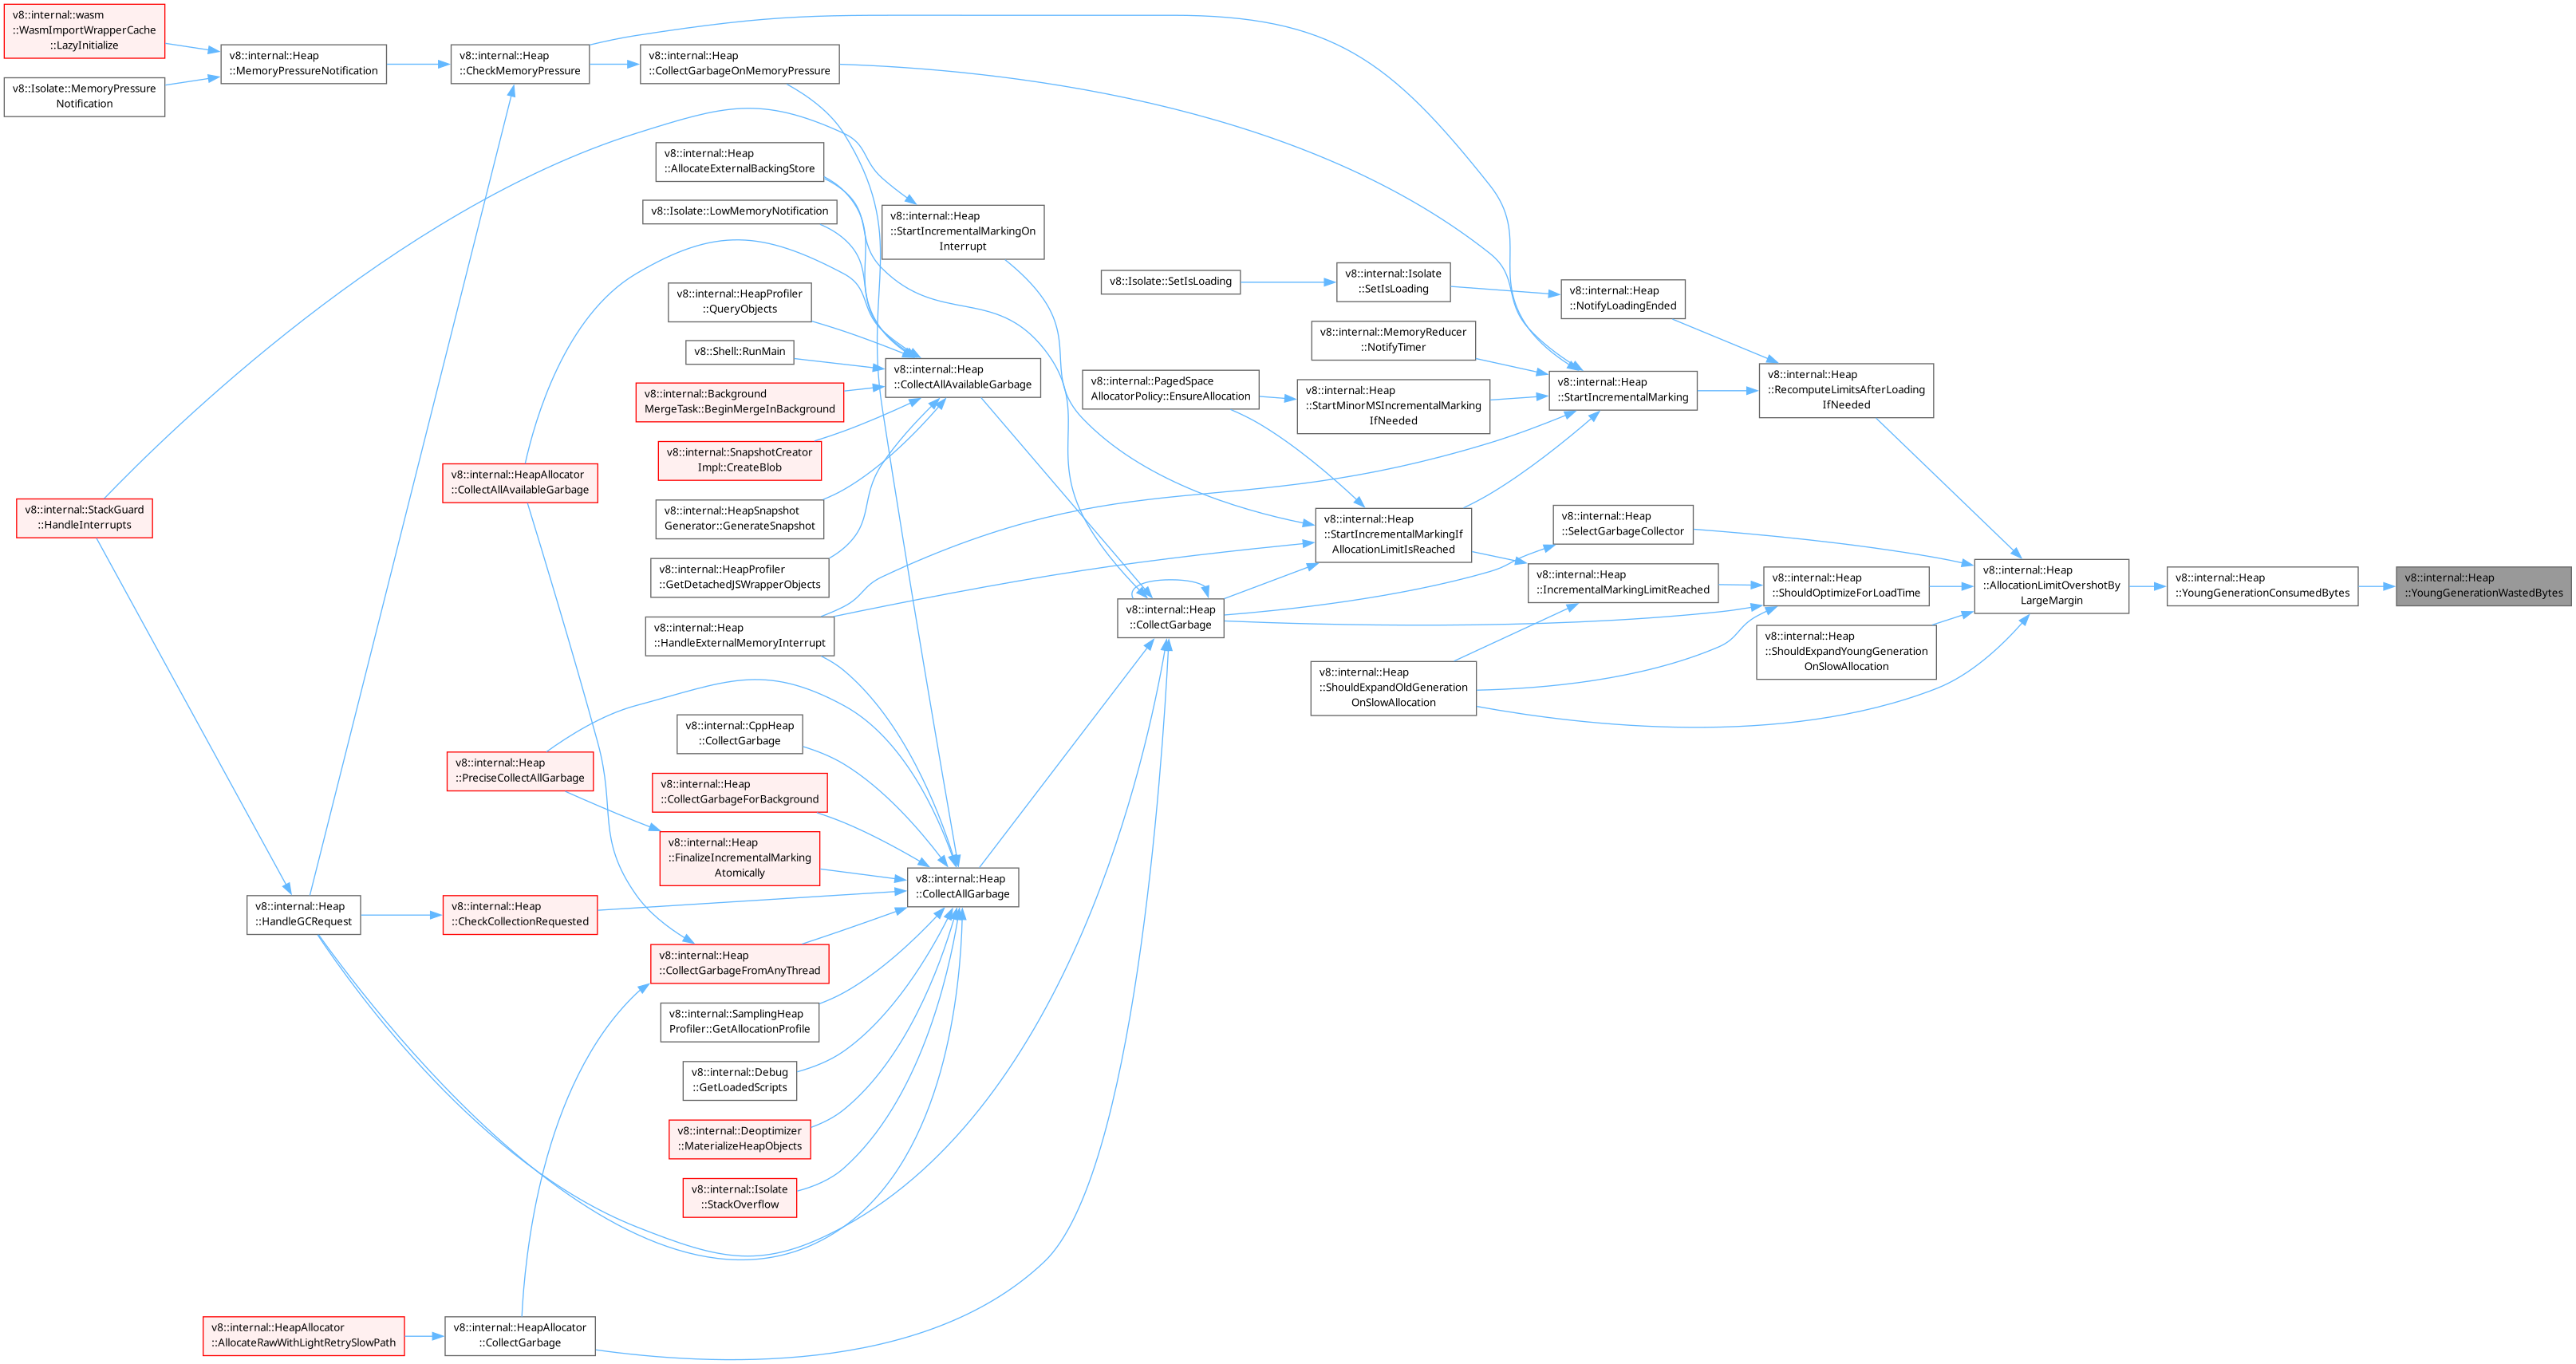 v8::internal::wasm
::WasmImportWrapperCache
::LazyInitialize
v8::Isolate::MemoryPressure
Notification
v8::internal::Heap
::MemoryPressureNotification
v8::internal::Heap
::CheckMemoryPressure
v8::internal::Heap
::CollectGarbageOnMemoryPressure
v8::internal::Heap
::AllocateExternalBackingStore
v8::Isolate::LowMemoryNotification
v8::internal::Heap
::StartIncrementalMarkingOn
Interrupt
v8::internal::HeapProfiler
::QueryObjects
v8::Shell::RunMain
v8::internal::Background
MergeTask::BeginMergeInBackground
v8::internal::SnapshotCreator
Impl::CreateBlob
v8::internal::HeapSnapshot
Generator::GenerateSnapshot
v8::internal::HeapProfiler
::GetDetachedJSWrapperObjects
v8::internal::Heap
::HandleExternalMemoryInterrupt
v8::internal::Heap
::CollectAllAvailableGarbage
v8::internal::HeapAllocator
::CollectAllAvailableGarbage
v8::internal::StackGuard
::HandleInterrupts
v8::Isolate::SetIsLoading
v8::internal::Isolate
::SetIsLoading
v8::internal::Heap
::NotifyLoadingEnded
v8::internal::MemoryReducer
::NotifyTimer
v8::internal::PagedSpace
AllocatorPolicy::EnsureAllocation
v8::internal::Heap
::StartMinorMSIncrementalMarking
IfNeeded
v8::internal::Heap
::StartIncrementalMarking
v8::internal::Heap
::RecomputeLimitsAfterLoading
IfNeeded
v8::internal::Heap
::StartIncrementalMarkingIf
AllocationLimitIsReached
v8::internal::Heap
::SelectGarbageCollector
v8::internal::Heap
::IncrementalMarkingLimitReached
v8::internal::Heap
::ShouldOptimizeForLoadTime
v8::internal::Heap
::AllocationLimitOvershotBy
LargeMargin
v8::internal::Heap
::YoungGenerationConsumedBytes
v8::internal::Heap
::YoungGenerationWastedBytes
v8::internal::Heap
::CollectGarbage
v8::internal::Heap
::ShouldExpandYoungGeneration
OnSlowAllocation
v8::internal::Heap
::ShouldExpandOldGeneration
OnSlowAllocation
v8::internal::Heap
::PreciseCollectAllGarbage
v8::internal::CppHeap
::CollectGarbage
v8::internal::Heap
::CollectGarbageForBackground
v8::internal::Heap
::FinalizeIncrementalMarking
Atomically
v8::internal::Heap
::CollectAllGarbage
v8::internal::Heap
::HandleGCRequest
v8::internal::Heap
::CheckCollectionRequested
v8::internal::Heap
::CollectGarbageFromAnyThread
v8::internal::SamplingHeap
Profiler::GetAllocationProfile
v8::internal::Debug
::GetLoadedScripts
v8::internal::Deoptimizer
::MaterializeHeapObjects
v8::internal::Isolate
::StackOverflow
v8::internal::HeapAllocator
::AllocateRawWithLightRetrySlowPath
v8::internal::HeapAllocator
::CollectGarbage